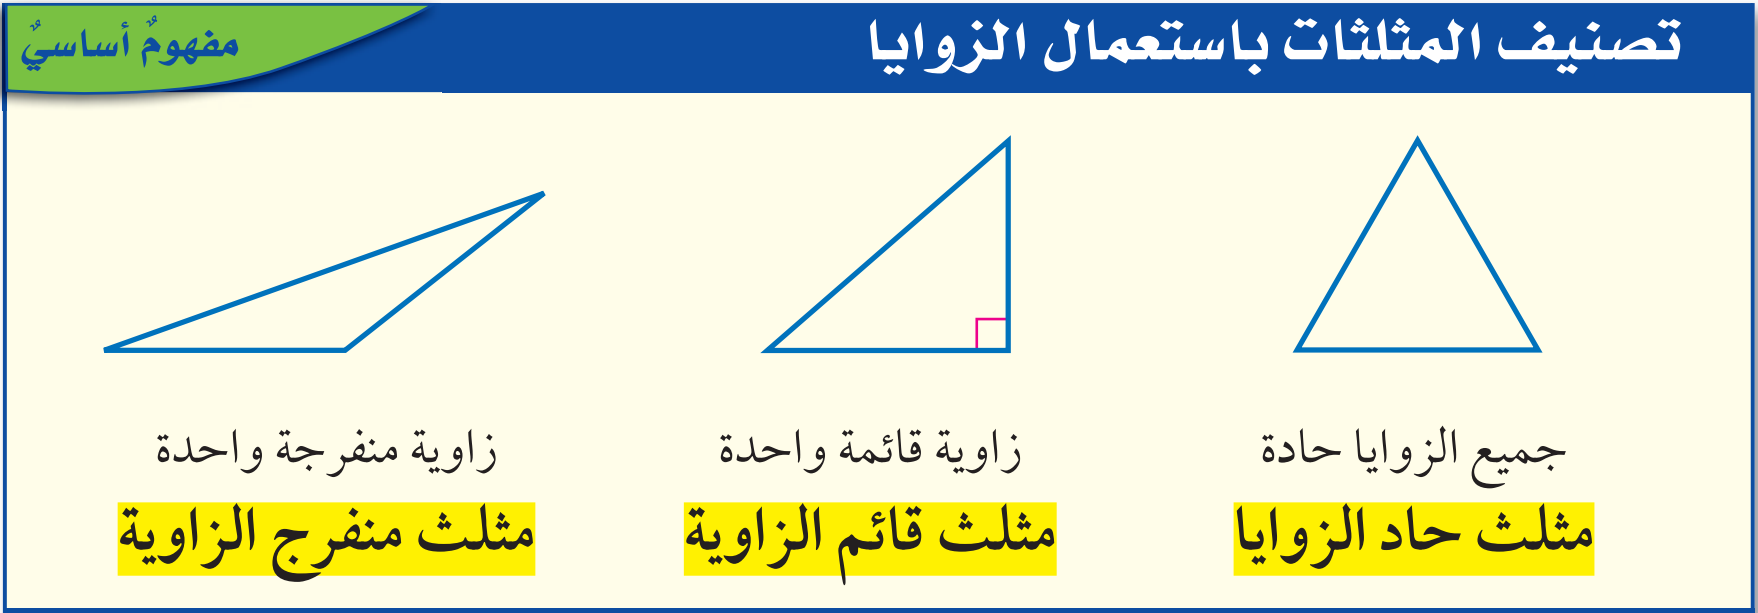 تصنيف المثلثات باستعمال الزوايا
مفهومٌ أساسيٌ
جميع الزوايا حادة
مثلث حاد الزوايا
زاوية قائمة واحدة
مثلث قائم الزاوية
زاوية منفرجة واحدة
مثلث منفرج الزاوية